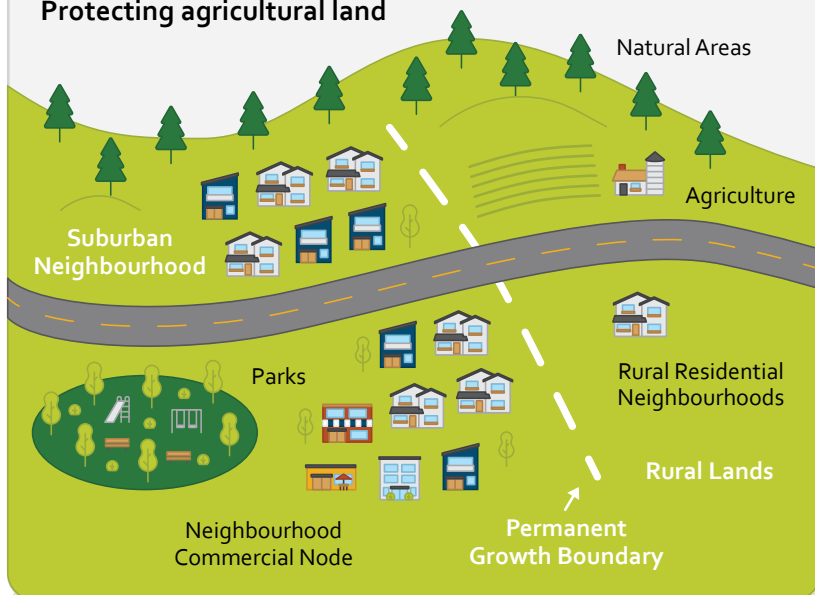 Protecting agricultural land
Natural Areas
Agriculture
Suburban
Neighbourhood
Parks
Rural Residential
Neighbourhoods
Rural Lands
Neighbourhood
Commercial Node
Permanent
Growth Boundary